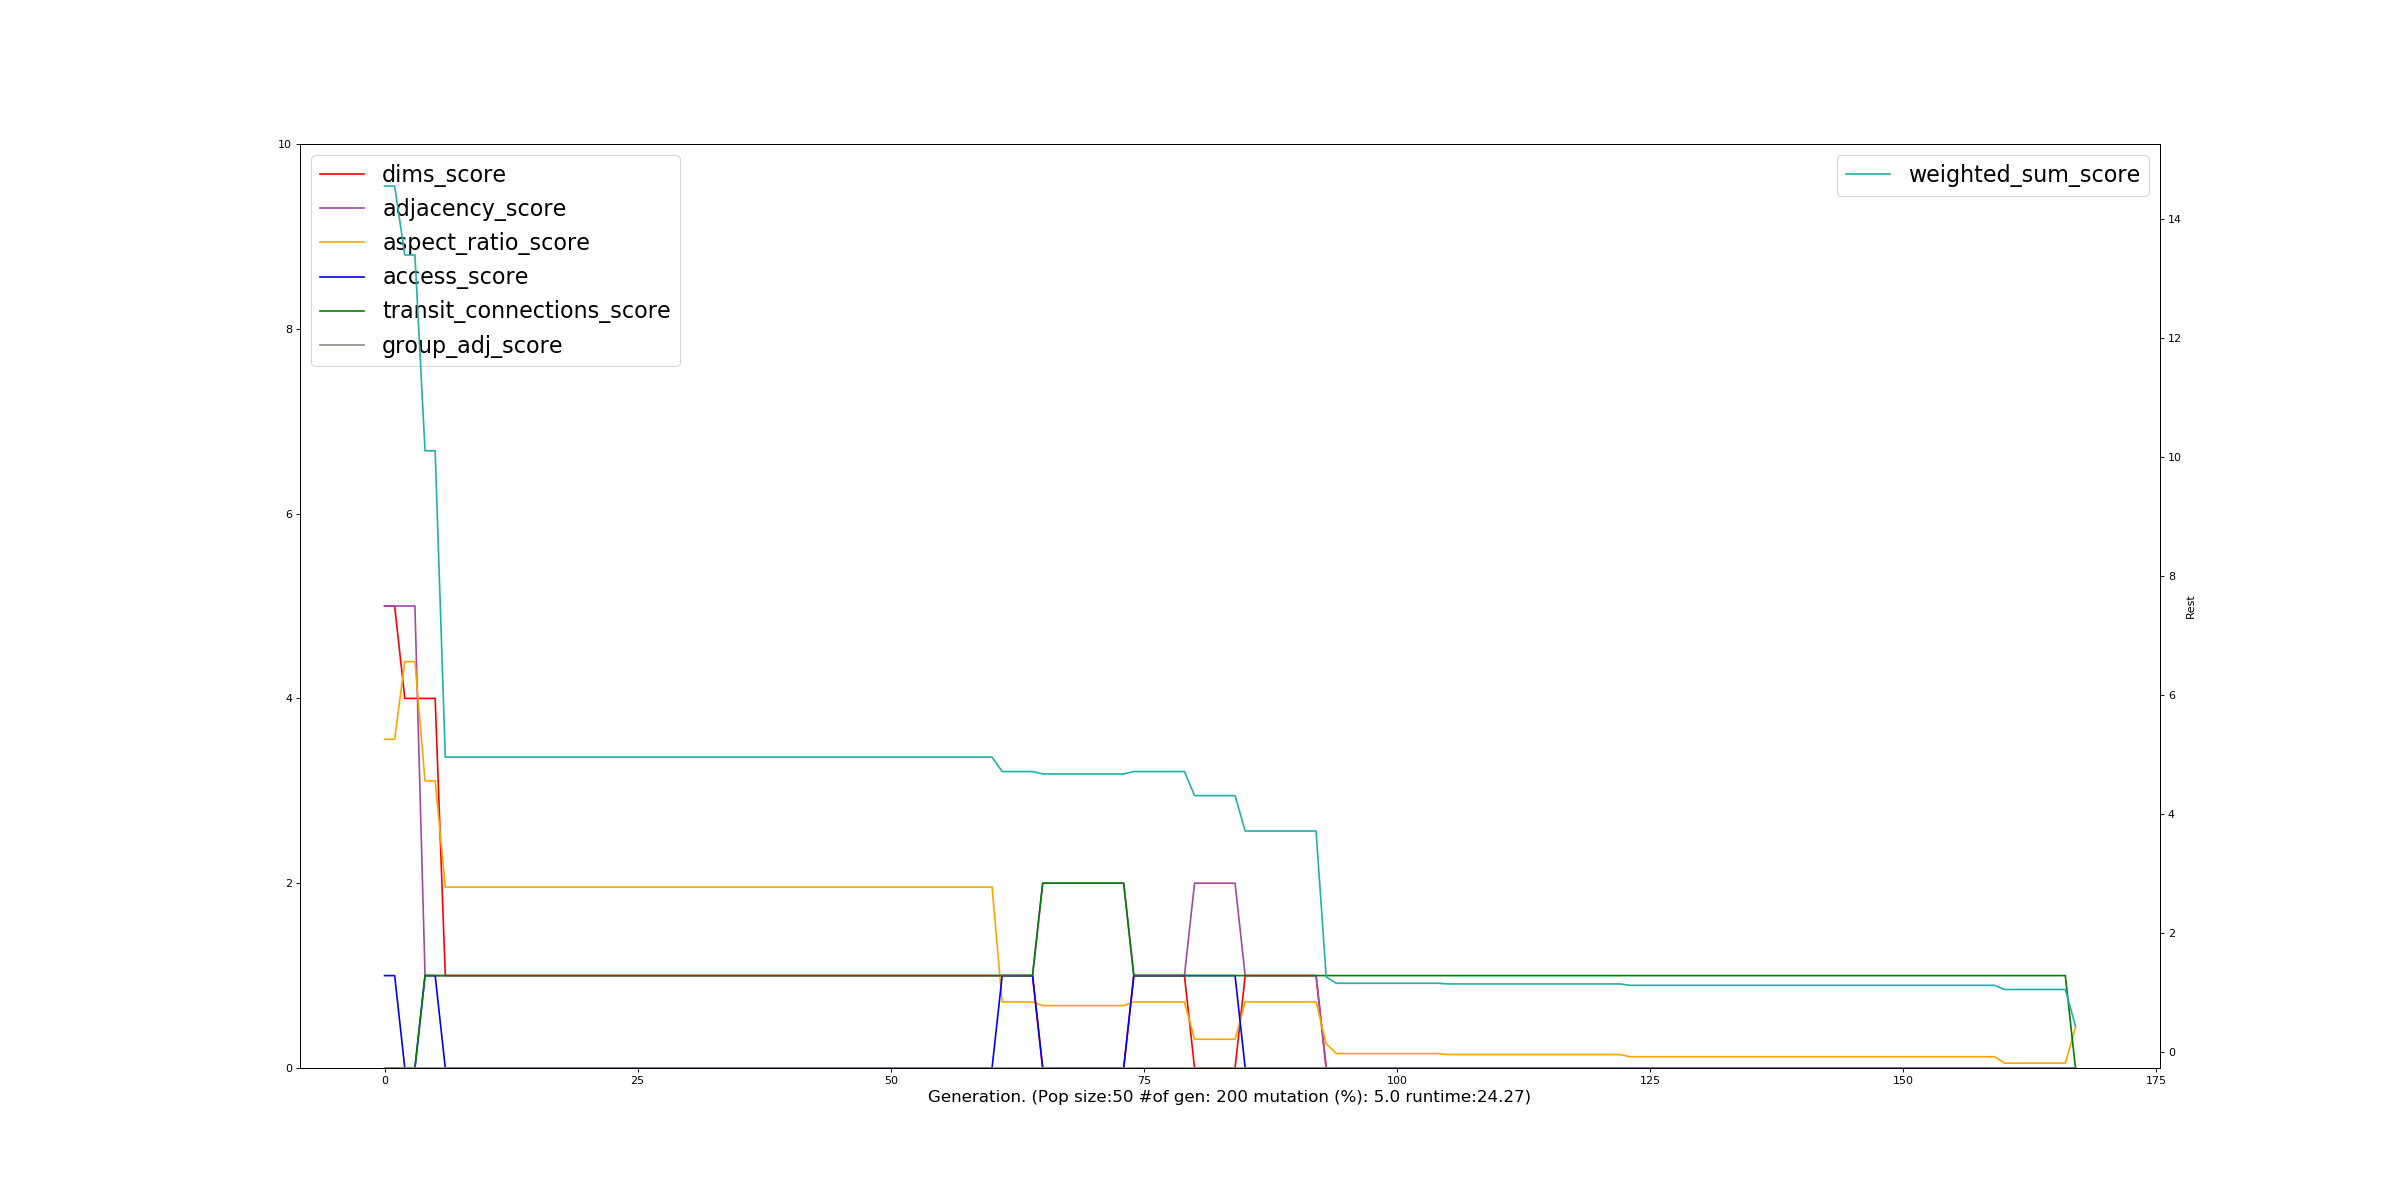 dims_score
adjacency_score
aspect_ratio_score
access_score
transit_connections_score
group_adj_score
weighted_sum_score
10
8
6
4
2
0
14
12
10
8
6
4
2
0
Rest
0 25 50 75 100 125 150 175
Generation. (Pop size:50 #of gen: 200 mutation (%): 5.0 runtime:24.27)